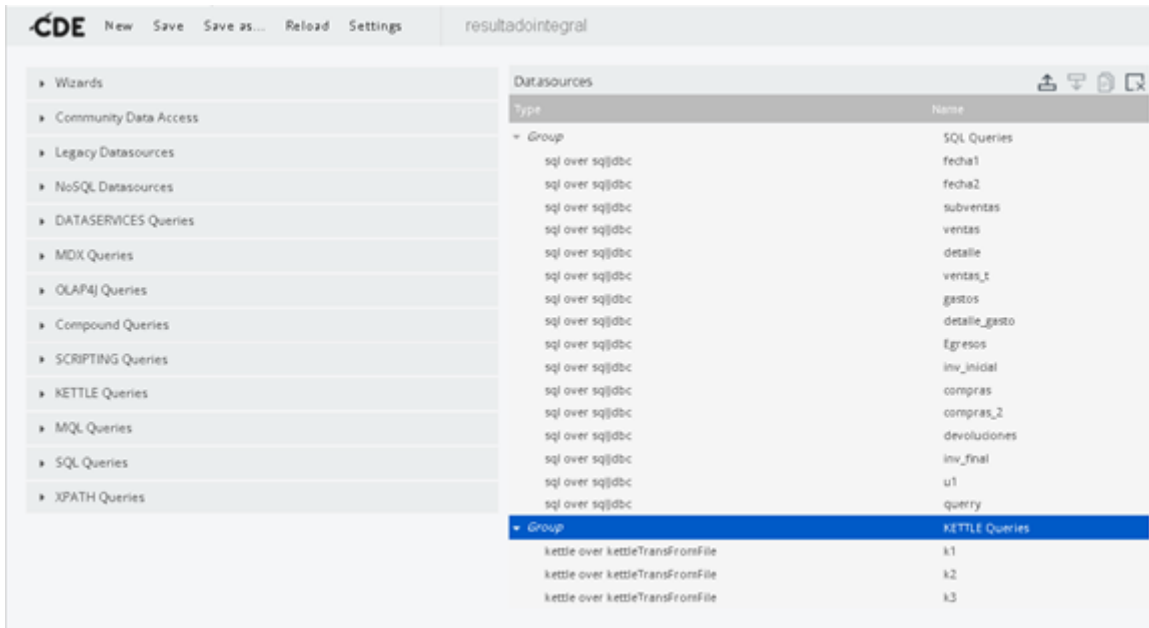 CDE New Save Save as... Reload Settings resultadointegral
Wizards
Community Data Access
Legacy Datasources
NoSQL Datasources
DATASERVICES Queries
MDX Queries
OLAP4J Queries
Compound Queries
SCRIPTING Queries
KETTLE Queries
MQL Queries
SQL Queries
XPATH Queries
Datasources
Type Name
Group SQL Queries
sql over sqljdbc fecha1
sql over sqljdbc fecha2
sql over sqljdbc subventas
sql over sqljdbc ventas
sql over sqljdbc detalle
sql over sqljdbc ventas_t
sql over sqljdbc gastos
sql over sqljdbc detalle_gasto
sql over sqljdbc Egresos
sql over sqljdbc inv_inicial
sql over sqljdbc compras
sql over sqljdbc compras_2
sql over sqljdbc devoluciones
sql over sqljdbc inv_final
sql over sqljdbc u1
sql over sqljdbc querry
Group KETTLE Queries
kettle over kettleTransFromFile k1
kettle over kettleTransFromFile k2
kettle over kettleTransFromFile k3